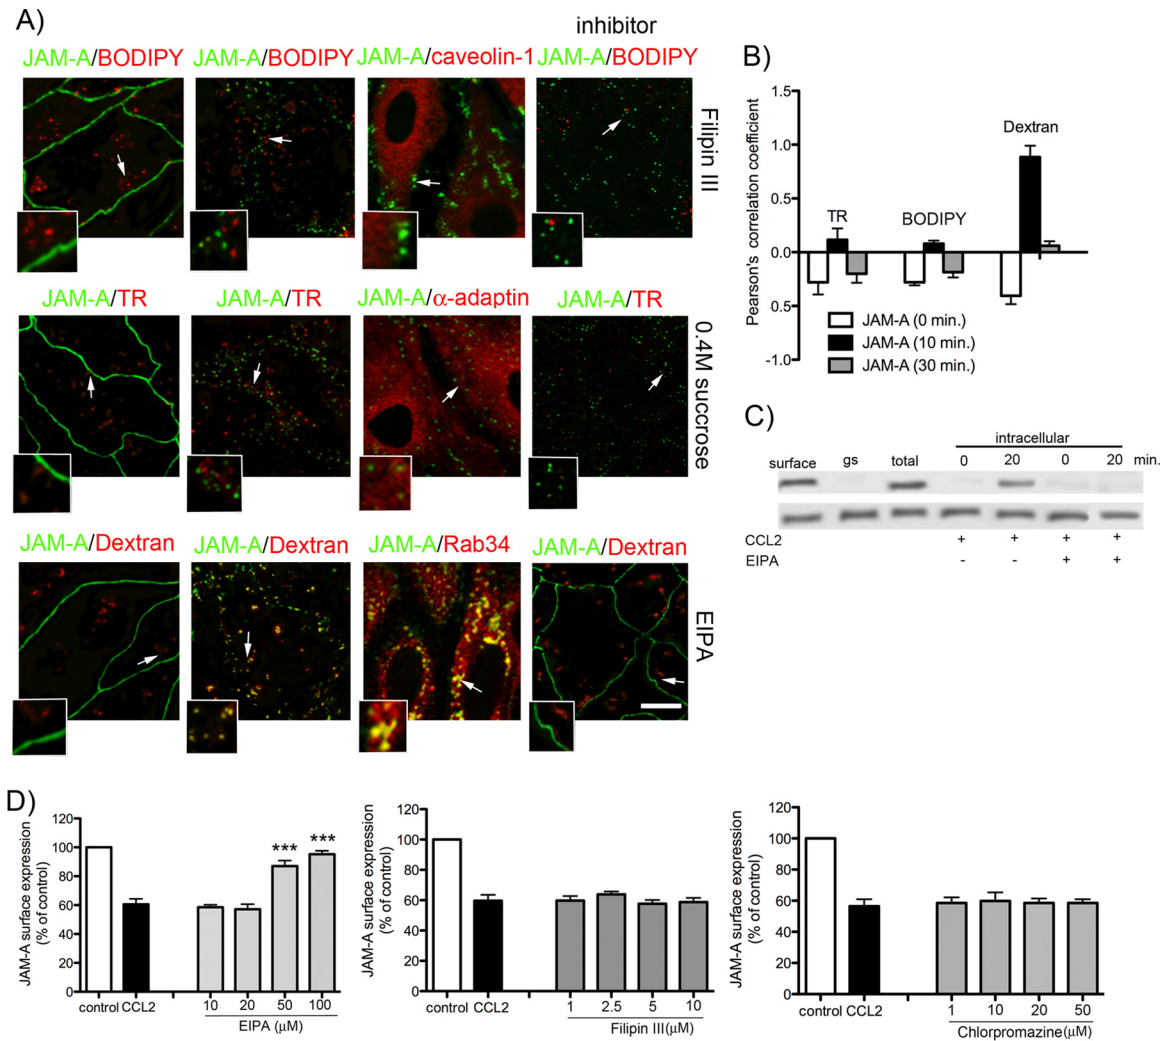 A)
inhibitor
JAM-A/BODIPY JAM-A/BODIPY JAM-A/caveolin-1 JAM-A/BODIPY
Filipin III
JAM-A/TR JAM-A/TR JAM-A/α-adaptin JAM-A/TR
0.4M succrose
JAM-A/Dextran JAM-A/Dextran JAM-A/Rab34 JAM-A/Dextran
EIPA
B)
Pearson's correlation coefficient
1.5
1.0
0.5
0.0
0.5
-1.0
TR
BODIPY
Dextran
JAM-A (0 min.)
JAM-A (10 min.)
JAM-A (30 min.)
C)
intracellular
surface gs total 0 20 0 20 min.
CCL2 + + + +
EIPA - - + +
D)
JAM-A surface expression
(% of control)
120
100
80
60
40
20
0
*** ***
control CCL2 10 20 50 100
EIPA (µM)
JAM-A surface expression
(% of control)
120
100
80
60
40
20
0
control CCL2 1 2.5 5 10
Filipin III(µM)
JAM-A surface expression
(% of control)
120
100
80
60
40
20
0
control CCL2 1 10 20 50
Chlorpromazine(µM)